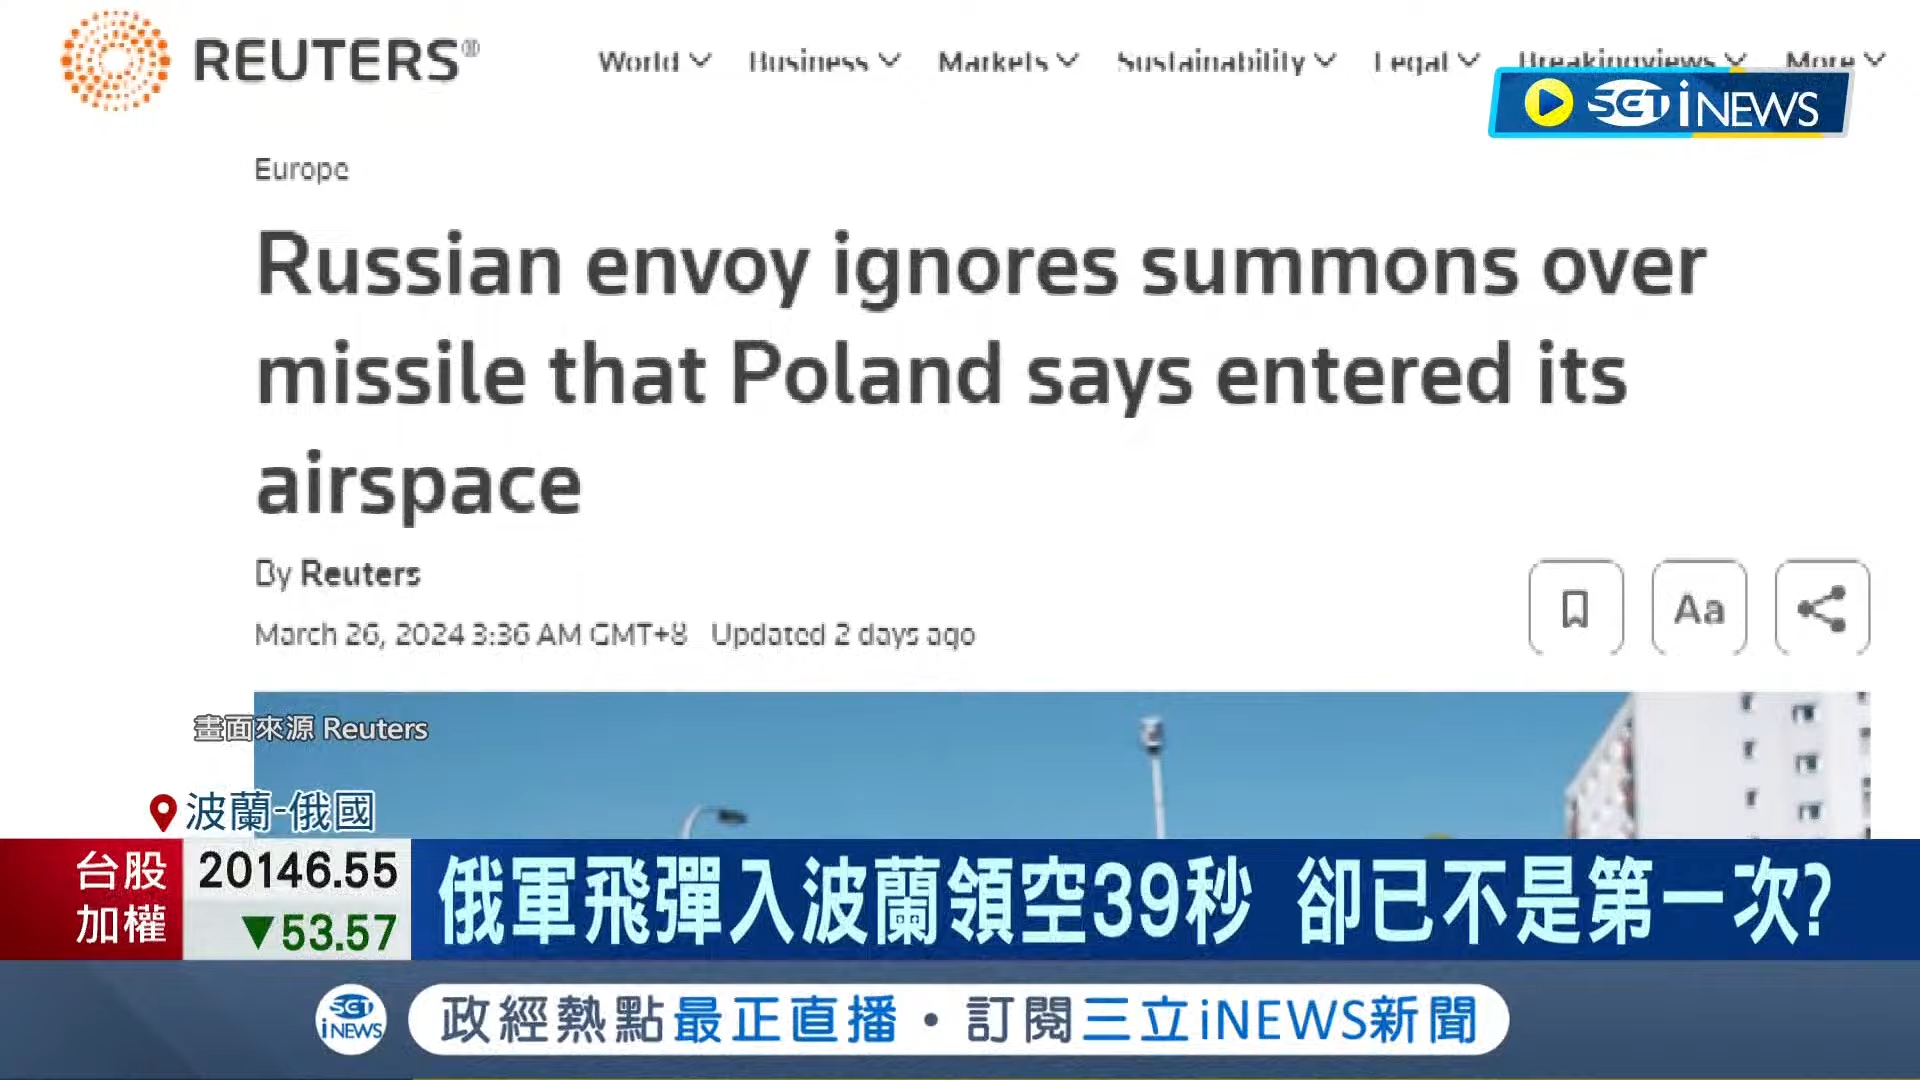 REUTERS®
World Business Markets Sustainability Legal Breakingviews More
SET iNEWS
Europe
Russian envoy ignores summons over
missile that Poland says entered its
airspace
By Reuters
March 26, 2024 3:36 AM GMT+8 Updated 2 days ago
Aa
畫面來源 Reuters
波蘭-俄國
台股
加權
20146.55
▼53.57
俄軍飛彈入波蘭領空39秒 卻已不是第一次?
SET
iNEWS
政經熱點最正直播・訂閱三立iNEWS新聞